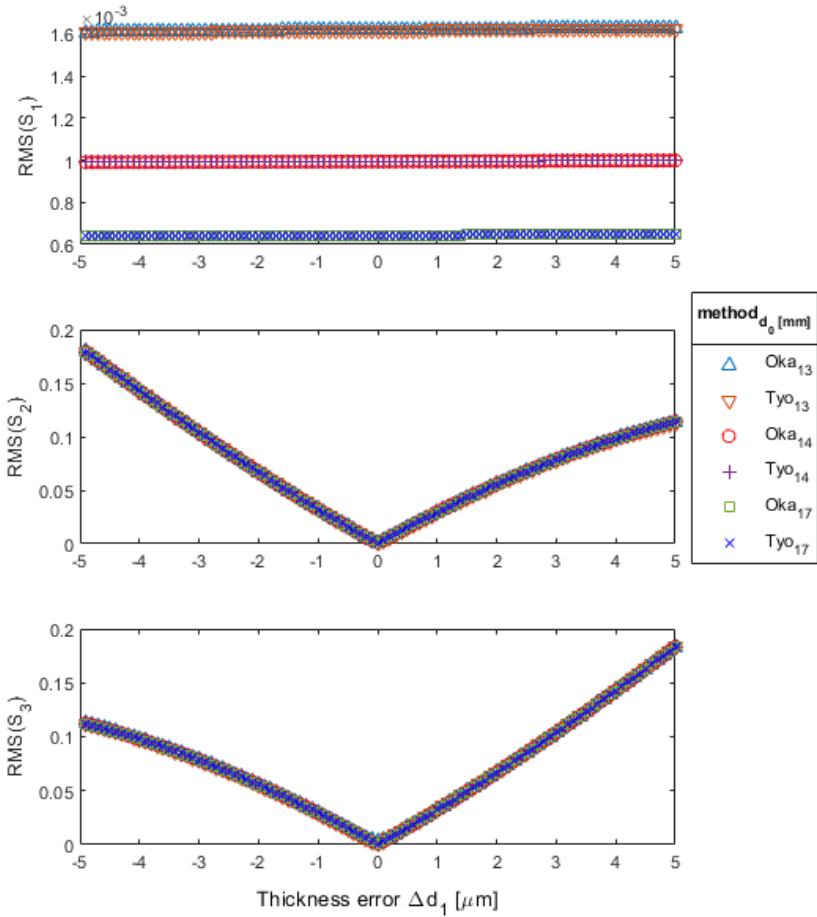 × 10⁻³
1.6
1.4
1.2
1
0.8
0.6
RMS(S₁)
-5 -4 -3 -2 -1 0 1 2 3 4 5
0.2
0.15
0.1
0.05
0
RMS(S₂)
-5 -4 -3 -2 -1 0 1 2 3 4 5
method_d₀ [mm]
Oka₁₃
Tyo₁₃
Oka₁₄
Tyo₁₄
Oka₁₇
Tyo₁₇
0.2
0.15
0.1
0.05
0
RMS(S₃)
-5 -4 -3 -2 -1 0 1 2 3 4 5
Thickness error Δd₁ [μm]